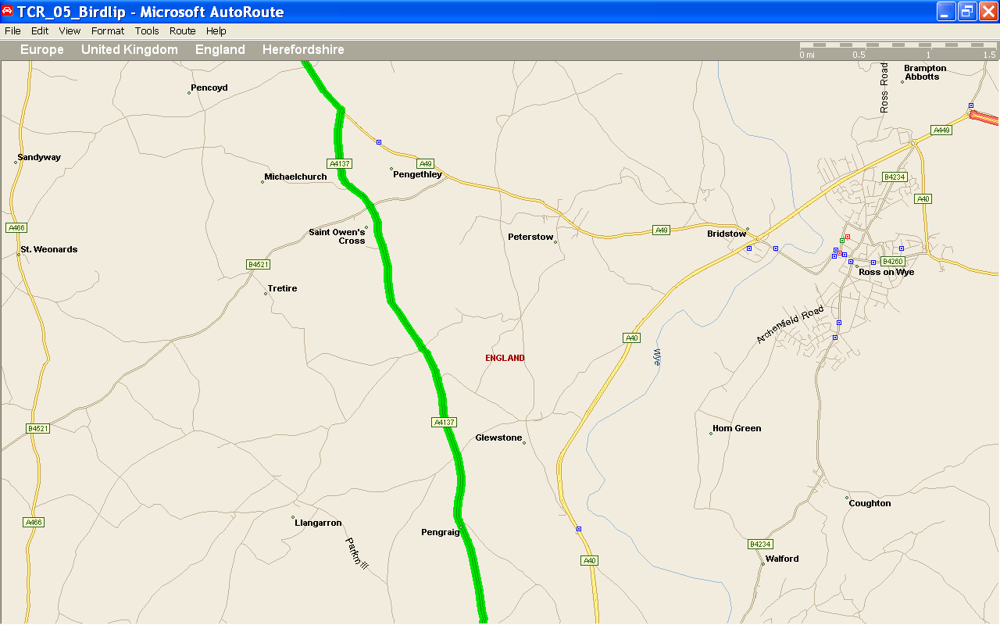 TCR_05_Birdlip - Microsoft AutoRoute
File Edit View Format Tools Route Help
Europe United Kingdom England Herefordshire
0 mi 0.5 1 1.5
Brampton
Abbotts
Ross Road
Pencoyd
A449
Sandyway
A4137
A49
Michaelchurch
Pengethley
B4234
A40
A466
Saint Owen's
Cross
A49
Bridstow
Peterstow
St. Weonards
B4521
B4260
Ross on Wye
Tretire
Archenfield Road
A40
ENGLAND
Wye
A4137
B4521
Hom Green
Glewstone
Coughton
A466
Llangarron
Pengraig
Parkmill
B4234
A40
Walford